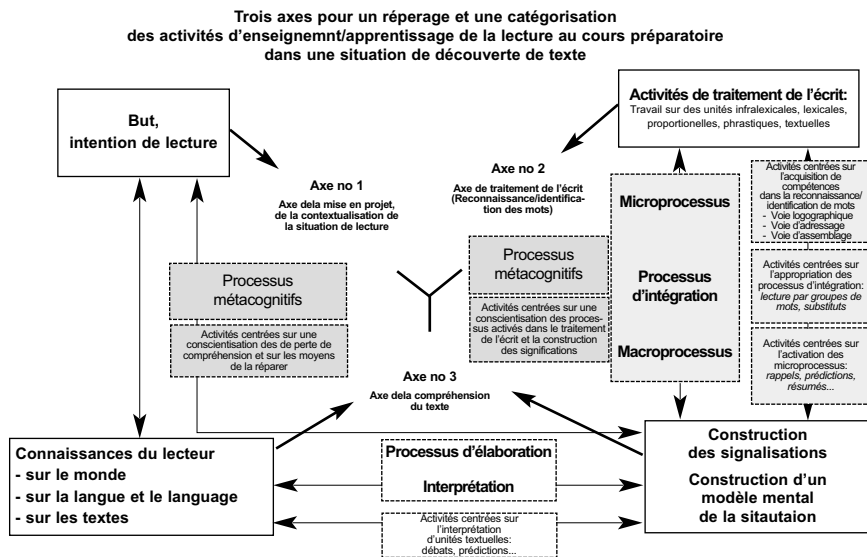 Trois axes pour un réperage et une catégorisation
des activités d'enseignemnt/apprentissage de la lecture au cours préparatoire
dans une situation de découverte de texte
But,
intention de lecture
Activités de traitement de l'écrit:
Travail sur des unités infralexicales, lexicales,
proportionelles, phrastiques, textuelles
Axe no 1
Axe dela mise en projet,
de la contextualisation de
la situation de lecture
Axe no 2
Axe de traitement de l'écrit
(Reconnaissance/identifica-
tion des mots)
Microprocessus
Processus
d'intégration
Macroprocessus
Activités centrées sur
l'acquisition de
compétences
dans la reconnaissance/
identification de mots
- Voie logographique
- Voie d'adressage
- Voie d'assemblage
Activités centrées sur
l'appropriation des
processus d'intégration:
lecture par groupes de
mots, substituts
Activités centrées sur
l'activation des
microprocessus:
rappels, prédictions,
résumés...
Processus
métacognitifs
Activités centrées sur une
conscientisation des de perte de
compréhension et sur les moyens
de la réparer
Processus
métacognitifs
Activités centrées sur une
conscientisation des proces-
sus activés dans le traitement
de l'écrit et la construction
des significations
Axe no 3
Axe dela compréhension
du texte
Connaissances du lecteur
- sur le monde
- sur la langue et le language
- sur les textes
Processus d'élaboration
Interprétation
Activités centrées sur
l'interprétation
d'unités textuelles:
débats, prédictions...
Construction
des signalisations
Construction d'un
modèle mental
de la sitautaion